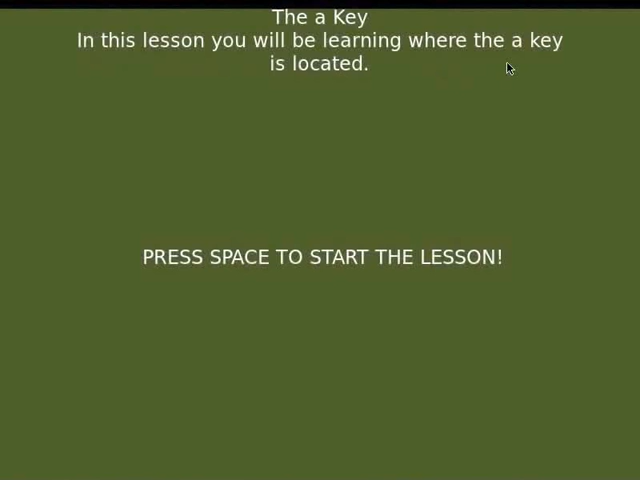 The a Key
In this lesson you will be learning where the a key
is located.
PRESS SPACE TO START THE LESSON!